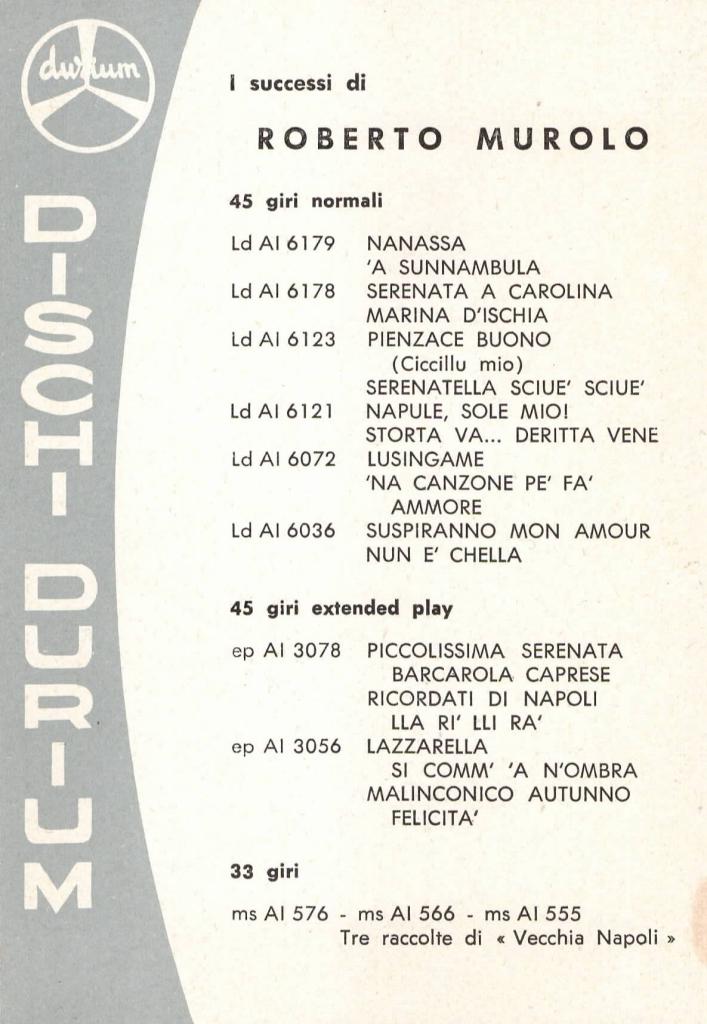 durium
DISCHI DURIUM
I successi di
ROBERTO MUROLO
45 giri normali
Ld AI 6179 NANASSA
'A SUNNAMBULA
Ld AI 6178 SERENATA A CAROLINA
MARINA D'ISCHIA
Ld AI 6123 PIENZACE BUONO
(Ciccillu mio)
SERENATELLA SCIUE' SCIUE'
Ld AI 6121 NAPULE, SOLE MIO!
STORTA VA... DERITTA VENE
Ld AI 6072 LUSINGAME
'NA CANZONE PE' FA'
AMMORE
Ld AI 6036 SUSPIRANNO MON AMOUR
NUN E' CHELLA
45 giri extended play
ep AI 3078 PICCOLISSIMA SERENATA
BARCAROLA CAPRESE
RICORDATI DI NAPOLI
LLA RI' LLI RA'
ep AI 3056 LAZZARELLA
SI COMM' 'A N'OMBRA
MALINCONICO AUTUNNO
FELICITA'
33 giri
ms AI 576 - ms AI 566 - ms AI 555
Tre raccolte di « Vecchia Napoli »